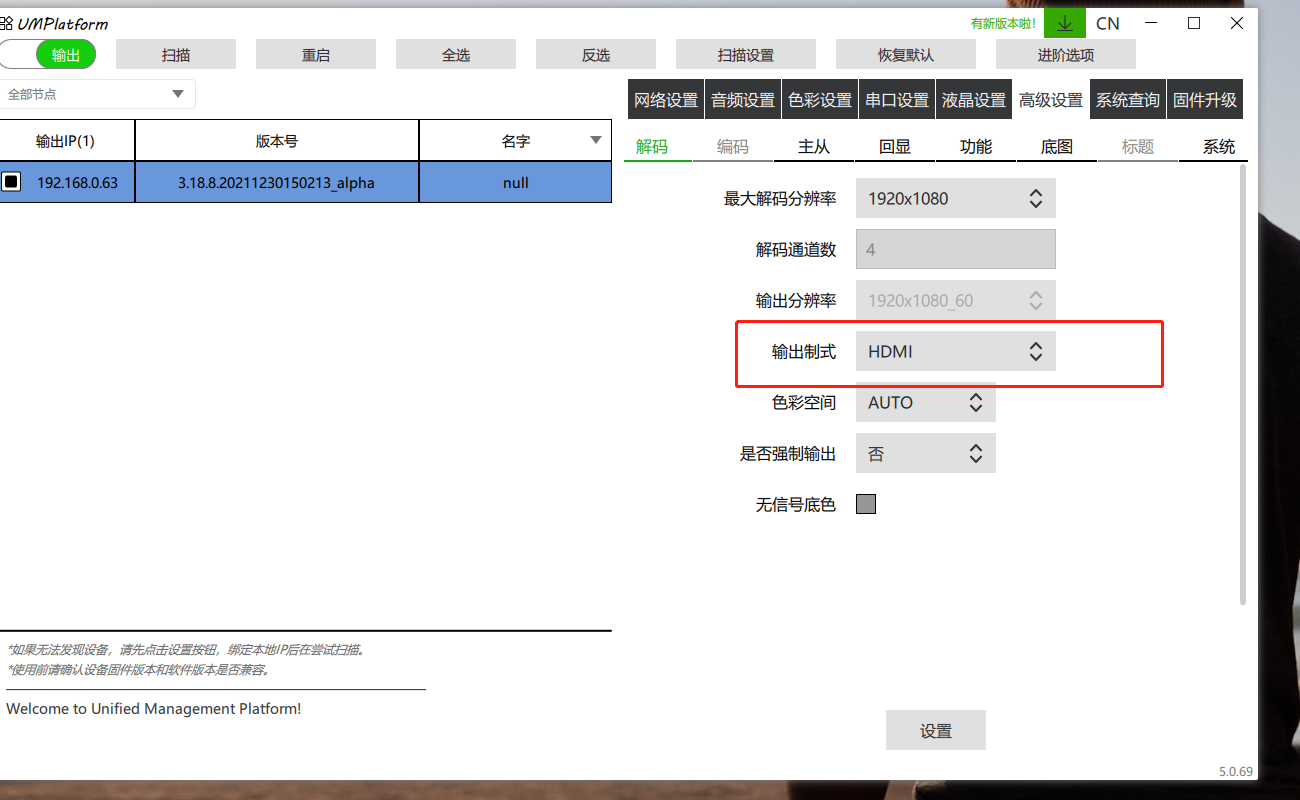 UMPlatform
有新版本啦!
CN
输出
扫描
重启
全选
反选
扫描设置
恢复默认
进阶选项
全部节点
网络设置
音频设置
色彩设置
串口设置
液晶设置
高级设置
系统查询
固件升级
输出IP(1)
版本号
名字
192.168.0.63
3.18.8.20211230150213_alpha
null
解码
编码
主从
回显
功能
底图
标题
系统
最大解码分辨率
1920x1080
解码通道数
4
输出分辨率
1920x1080_60
输出制式
HDMI
色彩空间
AUTO
是否强制输出
否
无信号底色
*如果无法发现设备，请先点击设置按钮，绑定本地IP后在尝试扫描。
*使用前请确认设备固件版本和软件版本是否兼容。
Welcome to Unified Management Platform!
设置
5.0.69